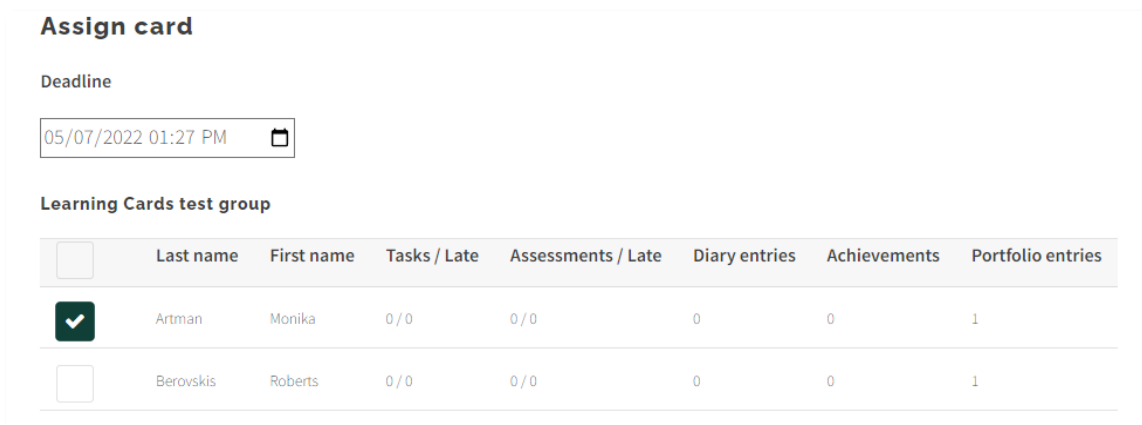 Assign card
Deadline
05/07/2022 01:27 PM
Learning Cards test group
Last name First name Tasks / Late Assessments / Late Diary entries Achievements Portfolio entries
Artman Monika 0 / 0 0 / 0 0 0 1
Berovskis Roberts 0 / 0 0 / 0 0 0 1